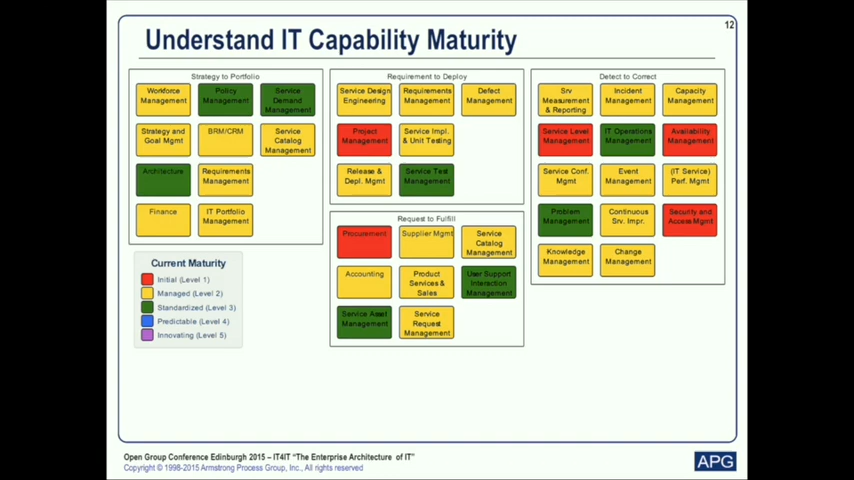 12
Understand IT Capability Maturity
Strategy to Portfolio
Workforce
Management
Policy
Management
Service
Demand
Management
Strategy and
Goal Mgmt
BRM/CRM
Service
Catalog
Management
Architecture
Requirements
Management
Finance
IT Portfolio
Management
Current Maturity
Initial (Level 1)
Managed (Level 2)
Standardized (Level 3)
Predictable (Level 4)
Innovating (Level 5)
Requirement to Deploy
Service Design
Engineering
Requirements
Management
Defect
Management
Project
Management
Service Impl.
& Unit Testing
Release &
Depl. Mgmt
Service Test
Management
Request to Fulfill
Procurement
Supplier Mgmt
Service
Catalog
Management
Accounting
Product
Services &
Sales
User Support
Interaction
Management
Service Asset
Management
Service
Request
Management
Detect to Correct
Srv
Measurement
& Reporting
Incident
Management
Capacity
Management
Service Level
Management
IT Operations
Management
Availability
Management
Service Conf.
Mgmt
Event
Management
(IT Service)
Perf. Mgmt
Problem
Management
Continuous
Srv. Impr.
Security and
Access Mgmt
Knowledge
Management
Change
Management
Open Group Conference Edinburgh 2015 – IT4IT "The Enterprise Architecture of IT"
Copyright © 1998-2015 Armstrong Process Group, Inc., All rights reserved
APG